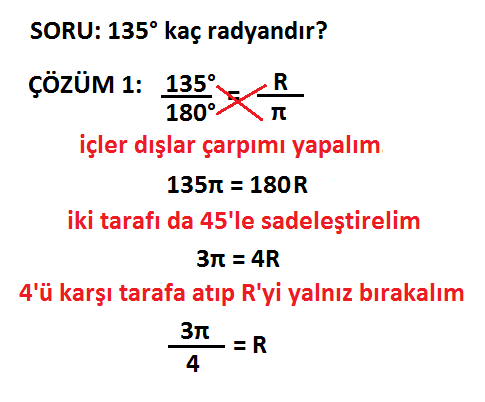 SORU: 135° kaç radyandır?
ÇÖZÜM 1: 135°/180° = R/π
içler dışlar çarpımı yapalım
135π = 180R
iki tarafı da 45'le sadeleştirelim
3π = 4R
4'ü karşı tarafa atıp R'yi yalnız bırakalım
3π/4 = R